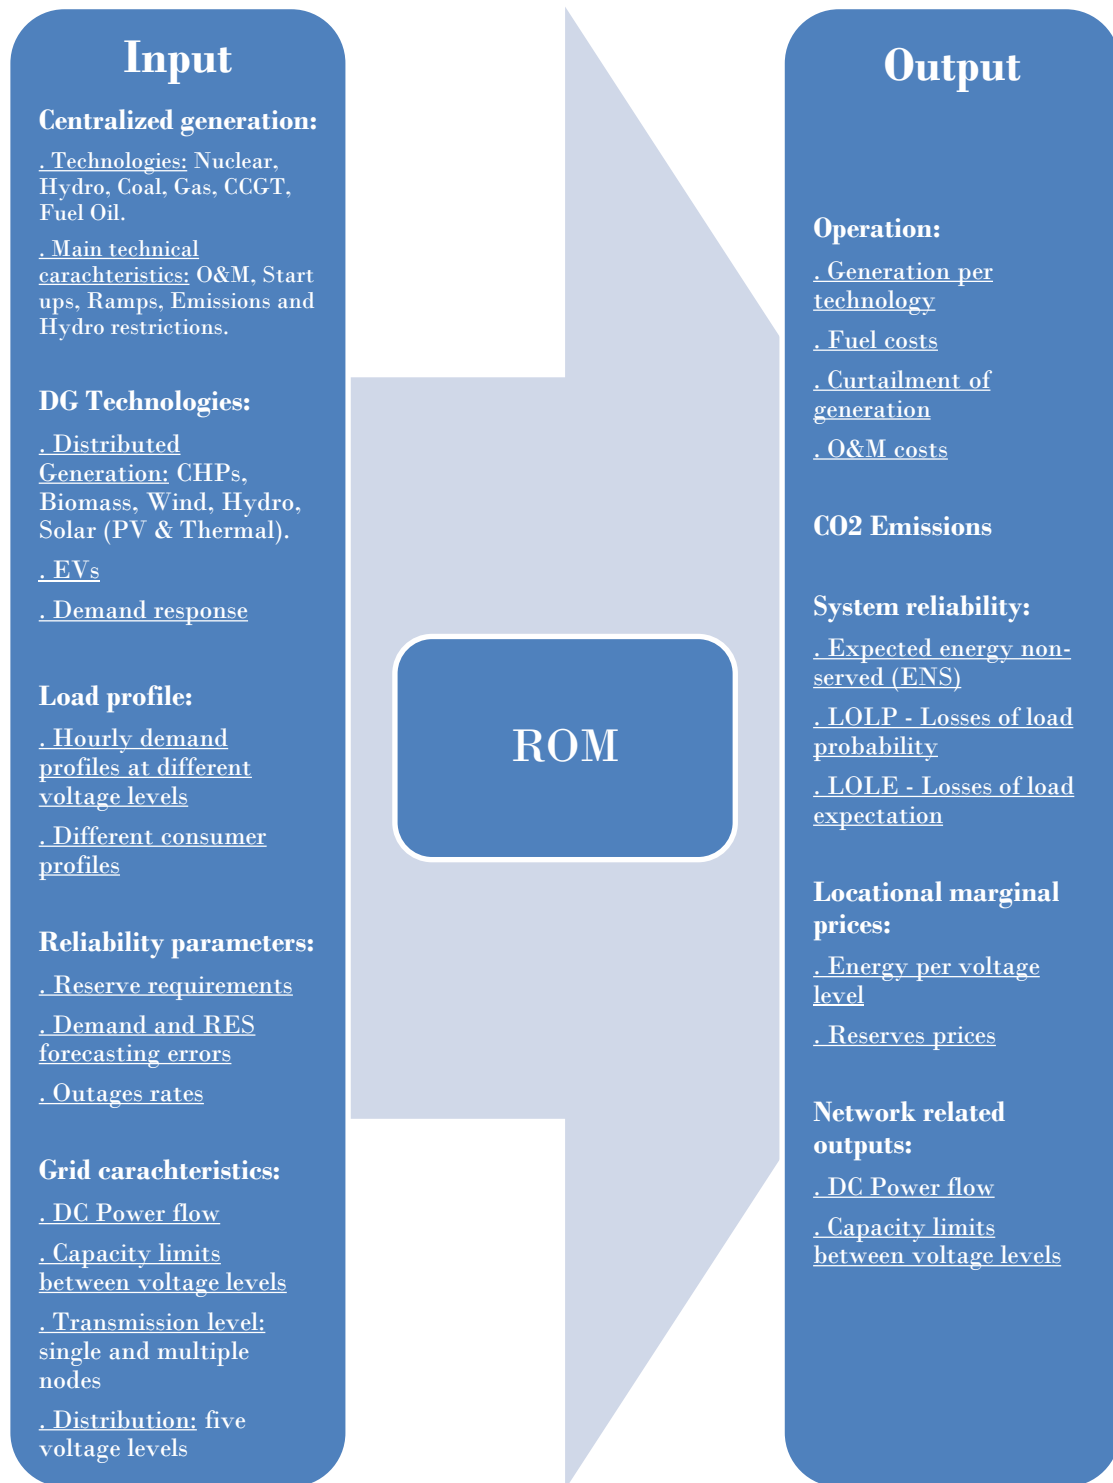 Input
Centralized generation:
. Technologies: Nuclear,
Hydro, Coal, Gas, CCGT,
Fuel Oil.
. Main technical
carachteristics: O&M, Start
ups, Ramps, Emissions and
Hydro restrictions.
DG Technologies:
. Distributed
Generation: CHPs,
Biomass, Wind, Hydro,
Solar (PV & Thermal).
. EVs
. Demand response
Load profile:
. Hourly demand
profiles at different
voltage levels
. Different consumer
profiles
Reliability parameters:
. Reserve requirements
. Demand and RES
forecasting errors
. Outages rates
Grid carachteristics:
. DC Power flow
. Capacity limits
between voltage levels
. Transmission level:
single and multiple
nodes
. Distribution: five
voltage levels
ROM
Output
Operation:
. Generation per
technology
. Fuel costs
. Curtailment of
generation
. O&M costs
CO2 Emissions
System reliability:
. Expected energy non-
served (ENS)
. LOLP - Losses of load
probability
. LOLE - Losses of load
expectation
Locational marginal
prices:
. Energy per voltage
level
. Reserves prices
Network related
outputs:
. DC Power flow
. Capacity limits
between voltage levels